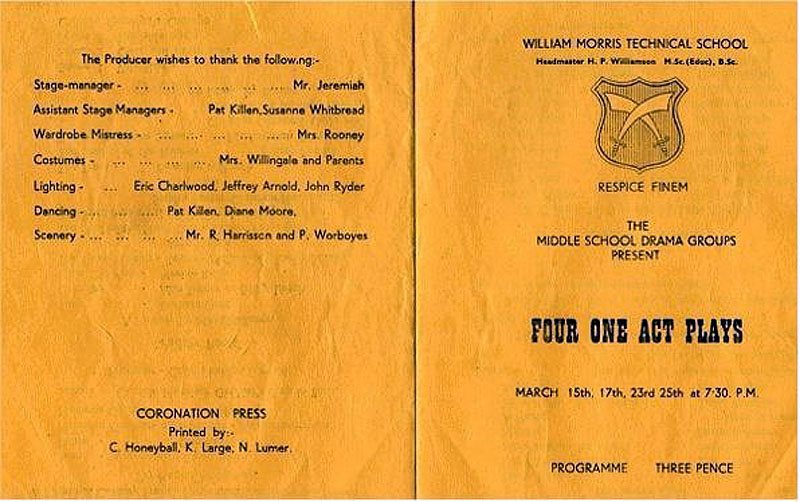 The Producer wishes to thank the follow.ng:-
Stage-manager - ... ... ... ... ... Mr. Jeremiah
Assistant Stage Managers - Pat Killen, Susanne Whitbread
Wardrobe Mistress - ... ... ... ... ... Mrs. Rooney
Costumes - ... ... ... Mrs. Willingale and Parents
Lighting - ... Eric Charlwood, Jeffrey Arnold, John Ryder
Dancing - ... ... ... Pat Killen, Diane Moore,
Scenery - ... ... ... ... Mr. R. Harrison and P. Worboyes
CORONATION PRESS
Printed by:-
C. Honeyball, K. Large, N. Lumer.
WILLIAM MORRIS TECHNICAL SCHOOL
Headmaster H. P. Williamson M.Sc.(Educ), B.Sc.
RESPICE FINEM
THE
MIDDLE SCHOOL DRAMA GROUPS
PRESENT
FOUR ONE ACT PLAYS
MARCH 15th, 17th, 23rd 25th at 7·30. P.M.
PROGRAMME THREE PENCE